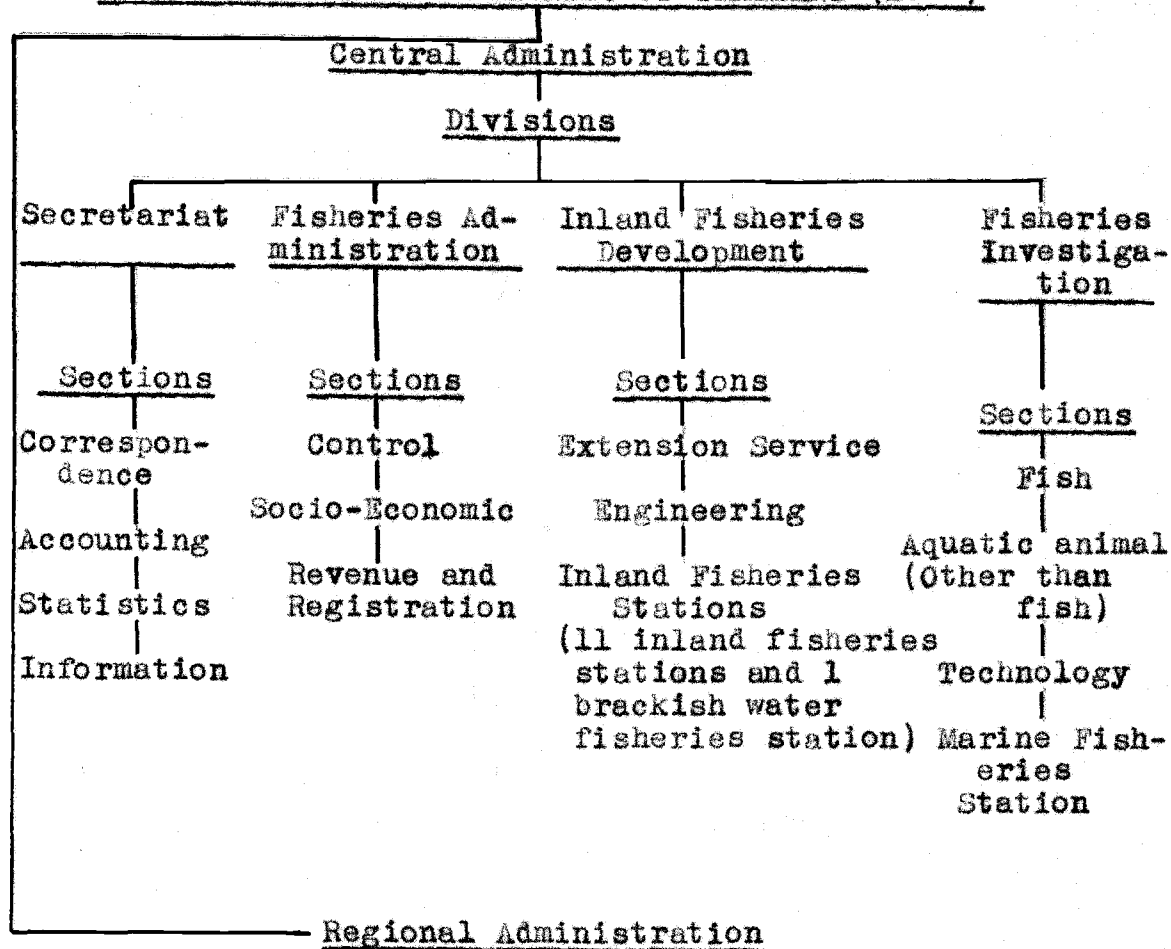 Central Administration
Divisions
Secretariat
Fisheries Ad-
ministration
Inland Fisheries
Development
Fisheries
Investiga-
tion
Sections
Correspon-
dence
Accounting
Statistics
Information
Sections
Control
Socio-Economic
Revenue and
Registration
Sections
Extension Service
Engineering
Inland Fisheries
Stations
(11 inland fisheries
stations and 1
brackish water
fisheries station)
Sections
Fish
Aquatic animal
(Other than
fish)
Technology
Marine Fish-
eries
Station
Regional Administration